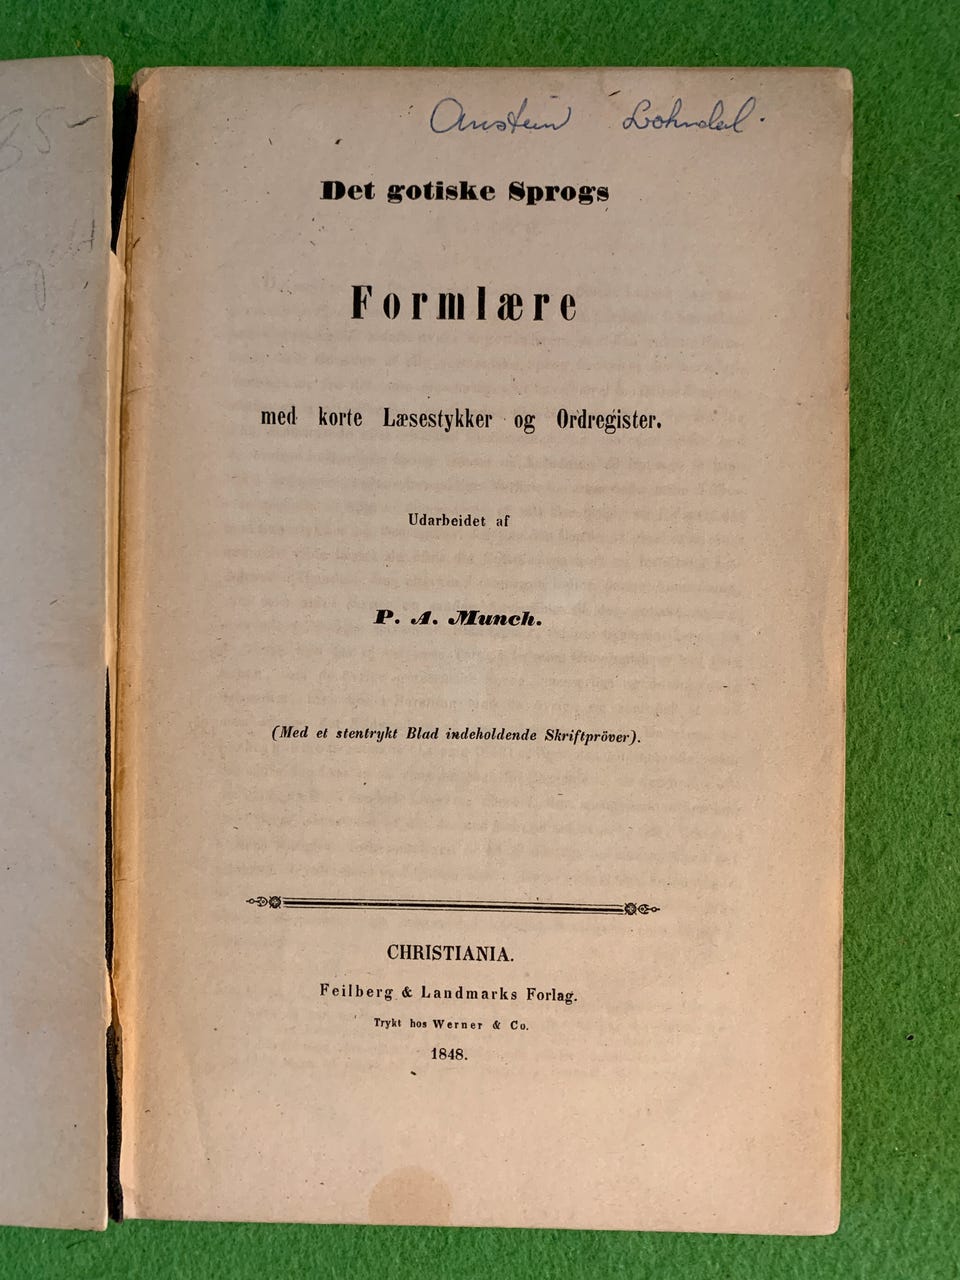 85-
Anstein Lohndal.
Det gotiske Sprogs
Formlære
med korte Læsestykker og Ordregister.
Udarbeidet af
P. A. Munch.
(Med et stentrykt Blad indeholdende Skriftpröver).
CHRISTIANIA.
Feilberg & Landmarks Forlag.
Trykt hos Werner & Co.
1848.